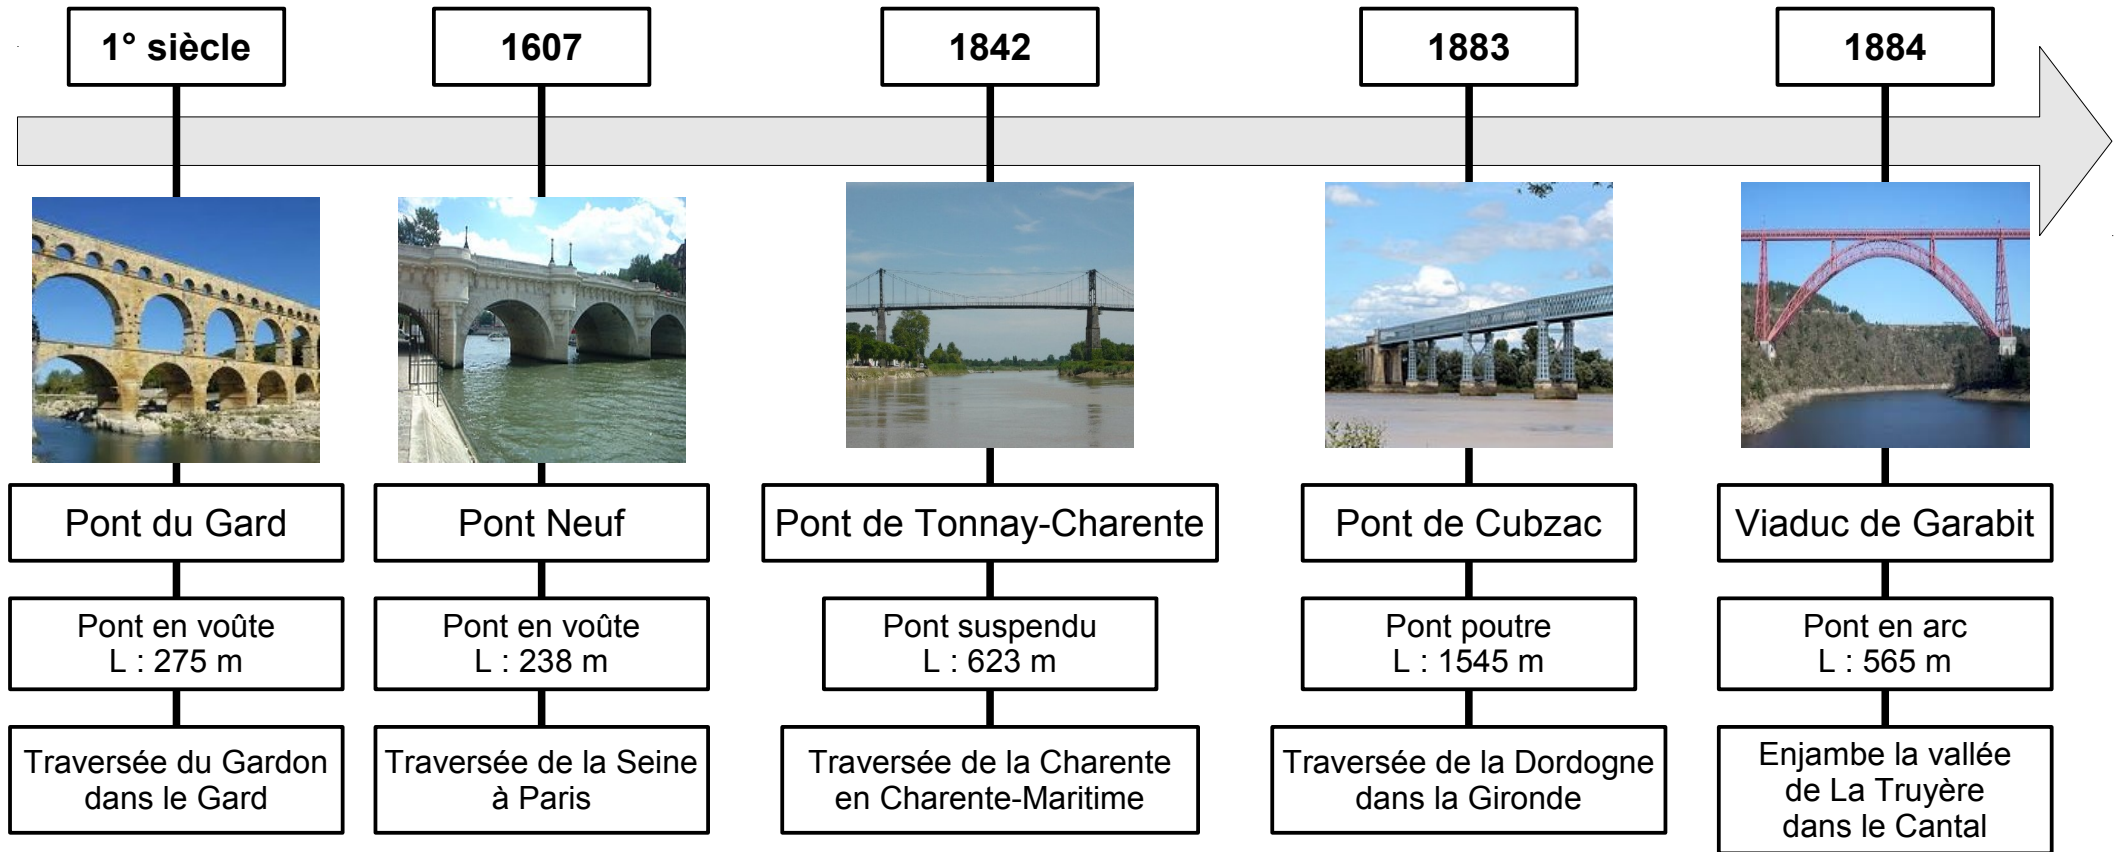 1° siècle
1607
1842
1883
1884
Pont du Gard
Pont Neuf
Pont de Tonnay-Charente
Pont de Cubzac
Viaduc de Garabit
Pont en voûte
L : 275 m
Pont en voûte
L : 238 m
Pont suspendu
L : 623 m
Pont poutre
L : 1545 m
Pont en arc
L : 565 m
Traversée du Gardon
dans le Gard
Traversée de la Seine
à Paris
Traversée de la Charente
en Charente-Maritime
Traversée de la Dordogne
dans la Gironde
Enjambe la vallée
de La Truyère
dans le Cantal